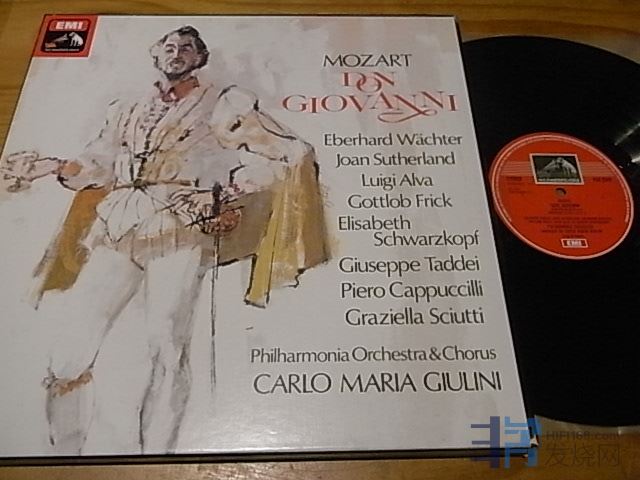 EMI
MOZART
DON
GIOVANNI
Eberhard Wächter
Joan Sutherland
Luigi Alva
Gottlob Frick
Elisabeth
Schwarzkopf
Giuseppe Taddei
Piero Cappuccilli
Graziella Sciutti
Philharmonia Orchestra & Chorus
CARLO MARIA GIULINI
EMI
HIFI168.com
发烧网